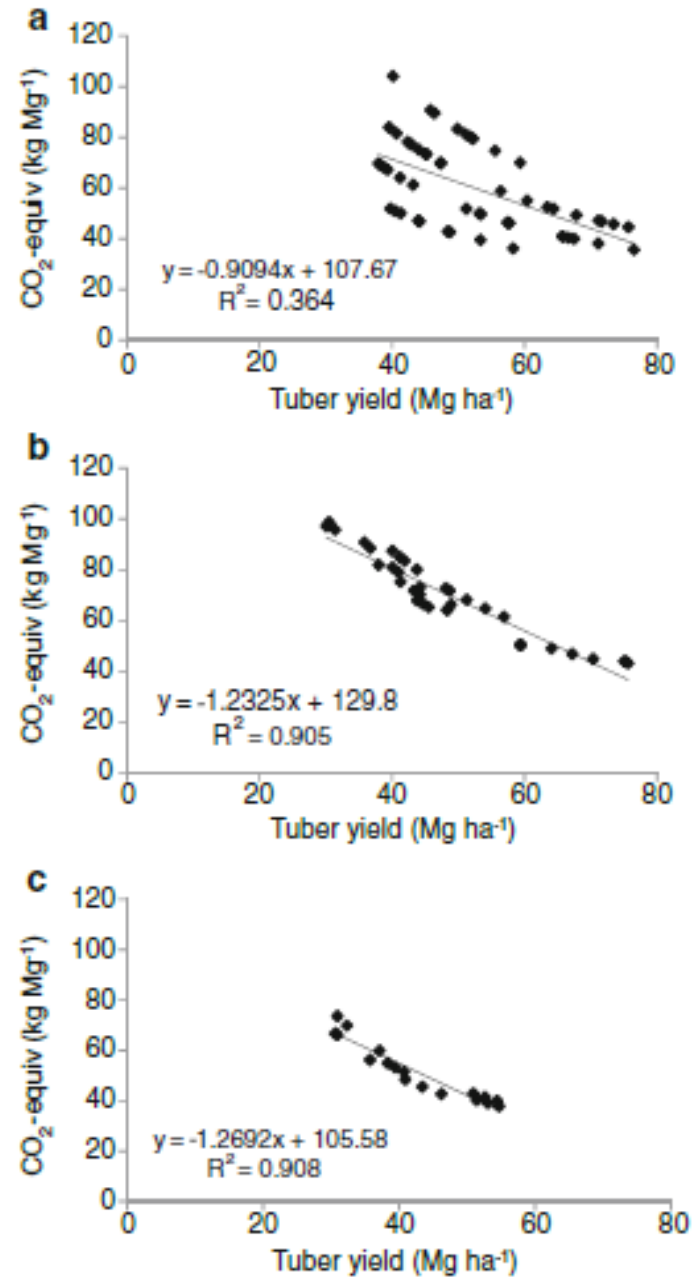 a
120
100
80
60
40
20
0
CO₂-equiv (kg Mg⁻¹)
y = -0.9094x + 107.67
R² = 0.364
0 20 40 60 80
Tuber yield (Mg ha⁻¹)
b
120
100
80
60
40
20
0
CO₂-equiv (kg Mg⁻¹)
y = -1.2325x + 129.8
R² = 0.905
0 20 40 60 80
Tuber yield (Mg ha⁻¹)
c
120
100
80
60
40
20
0
CO₂-equiv (kg Mg⁻¹)
y = -1.2692x + 105.58
R² = 0.908
0 20 40 60 80
Tuber yield (Mg ha⁻¹)